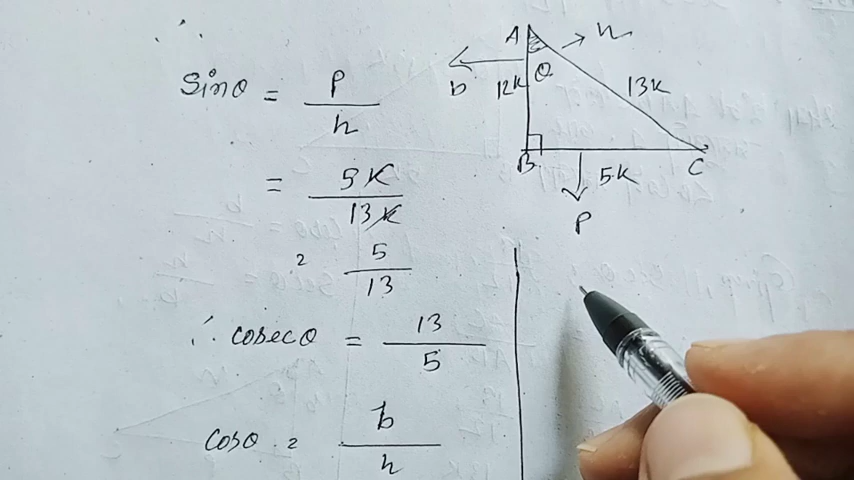 ∴
Sinθ = p/h
= 5K/13K
= 5/13
∴ cosecθ = 13/5
cosθ = b/h
A
θ
h
b
12K
13K
B
5K
C
P